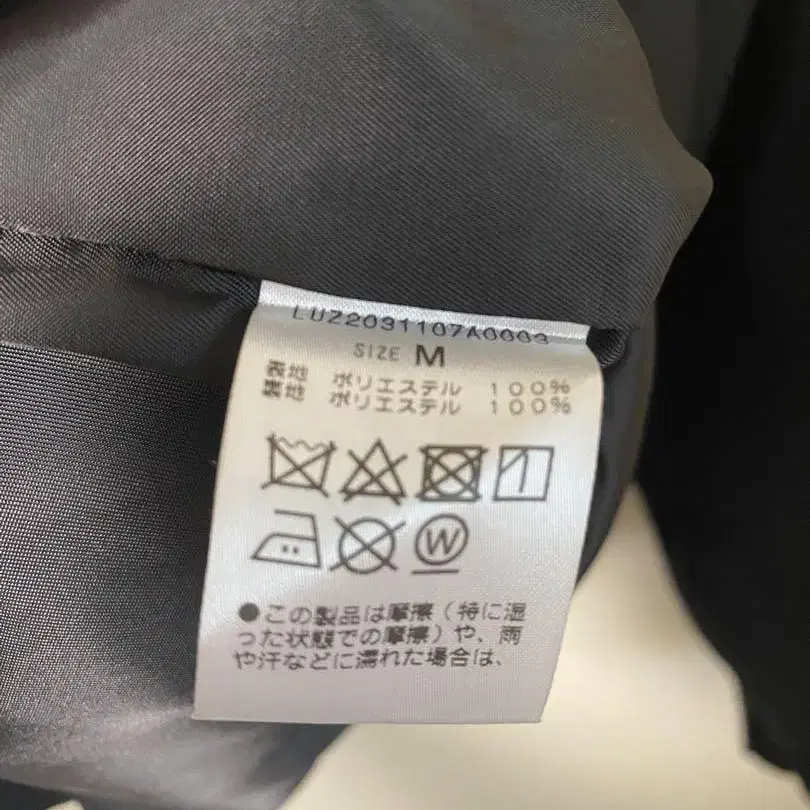 LUZ2031107A0003
SIZE M
表地 ポリエステル 100%
裏地 ポリエステル 100%
W
●この製品は摩擦（特に湿
った状態での摩擦）や、雨
や汗などに濡れた場合は、